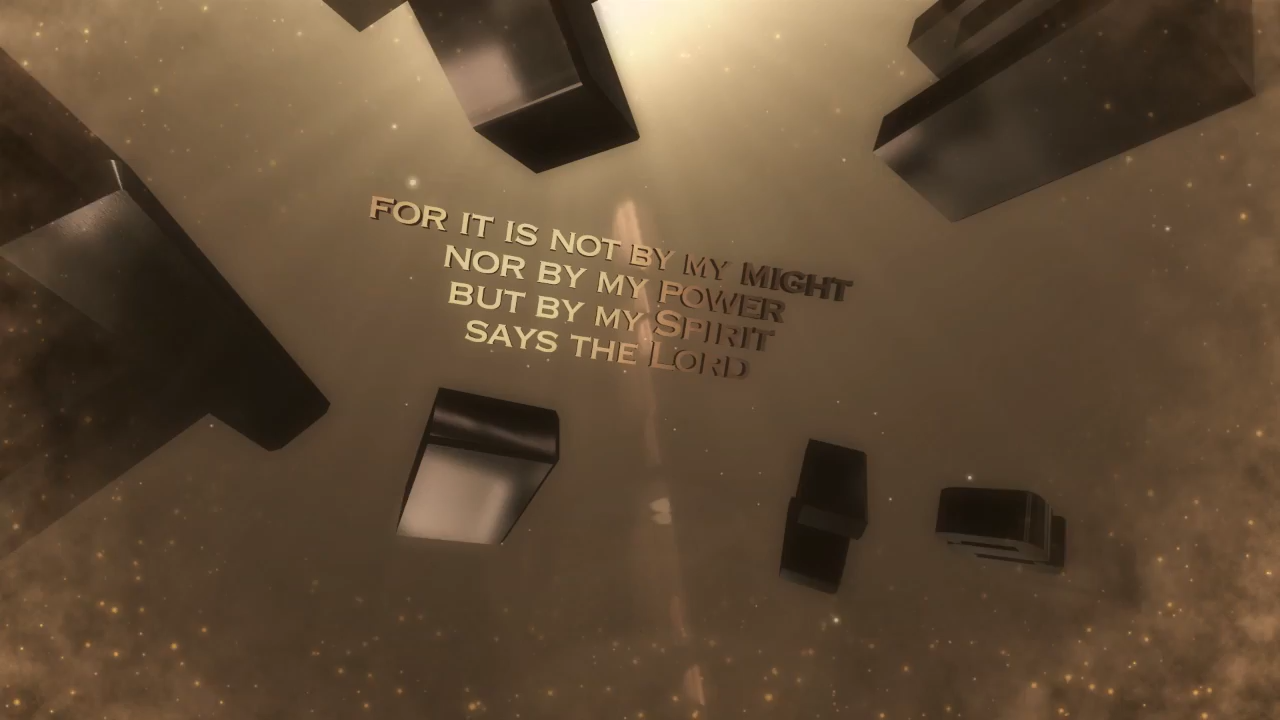 FOR IT IS NOT BY MY MIGHT
NOR BY MY POWER
BUT BY MY SPIRIT
SAYS THE LORD